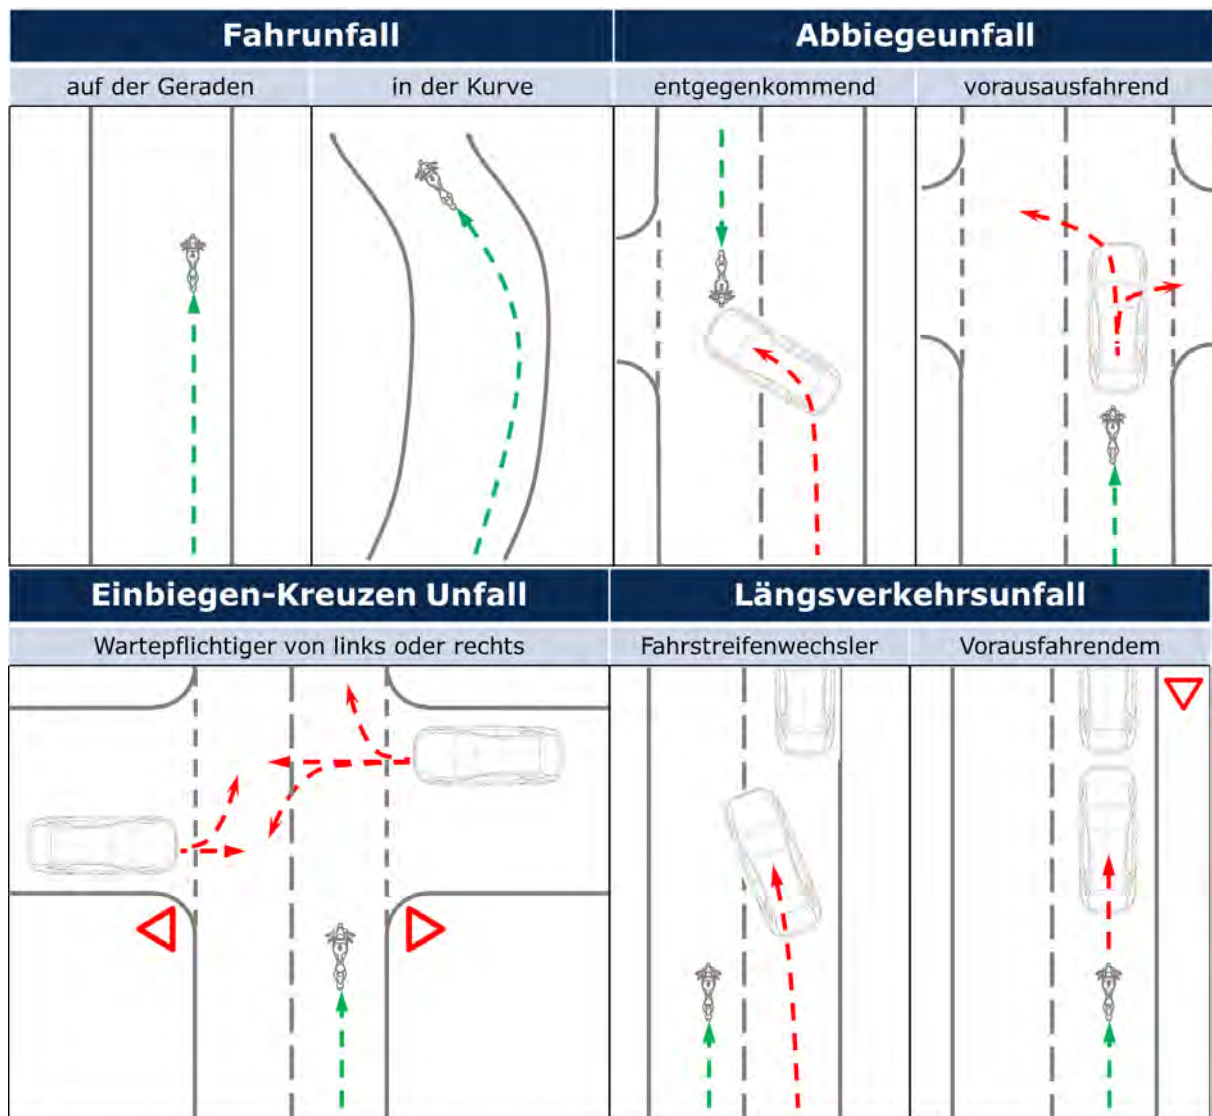 Fahrunfall
Abbiegeunfall
auf der Geraden
in der Kurve
entgegenkommend
vorausausfahrend
Einbiegen-Kreuzen Unfall
Längsverkehrsunfall
Wartepflichtiger von links oder rechts
Fahrstreifenwechsler
Vorausfahrendem